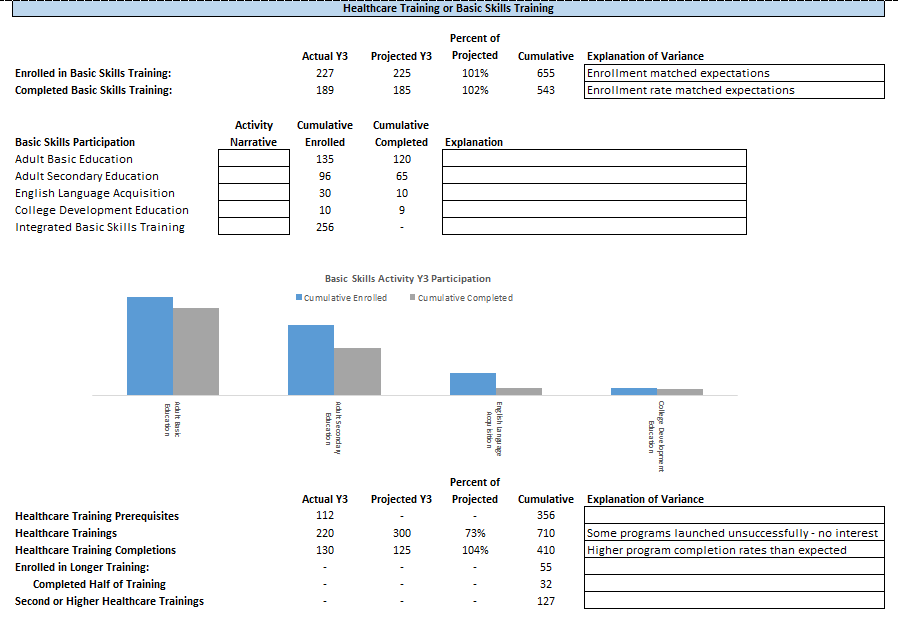 Healthcare Training or Basic Skills Training
Percent of
Actual Y3 Projected Y3 Projected Cumulative Explanation of Variance
Enrolled in Basic Skills Training: 227 225 101% 655 Enrollment matched expectations
Completed Basic Skills Training: 189 185 102% 543 Enrollment rate matched expectations
Activity Cumulative Cumulative
Basic Skills Participation Narrative Enrolled Completed Explanation
Adult Basic Education 135 120
Adult Secondary Education 96 65
English Language Acquisition 30 10
College Development Education 10 9
Integrated Basic Skills Training 256 -
Basic Skills Activity Y3 Participation
Cumulative Enrolled Cumulative Completed
Adult Basic
Education
Adult Secondary
Education
English Language
Acquisition
College Development
Education
Percent of
Actual Y3 Projected Y3 Projected Cumulative Explanation of Variance
Healthcare Training Prerequisites 112 - - 356
Healthcare Trainings 220 300 73% 710 Some programs launched unsuccessfully - no interest
Healthcare Training Completions 130 125 104% 410 Higher program completion rates than expected
Enrolled in Longer Training: - - - 55
Completed Half of Training - - - 32
Second or Higher Healthcare Trainings - - - 127